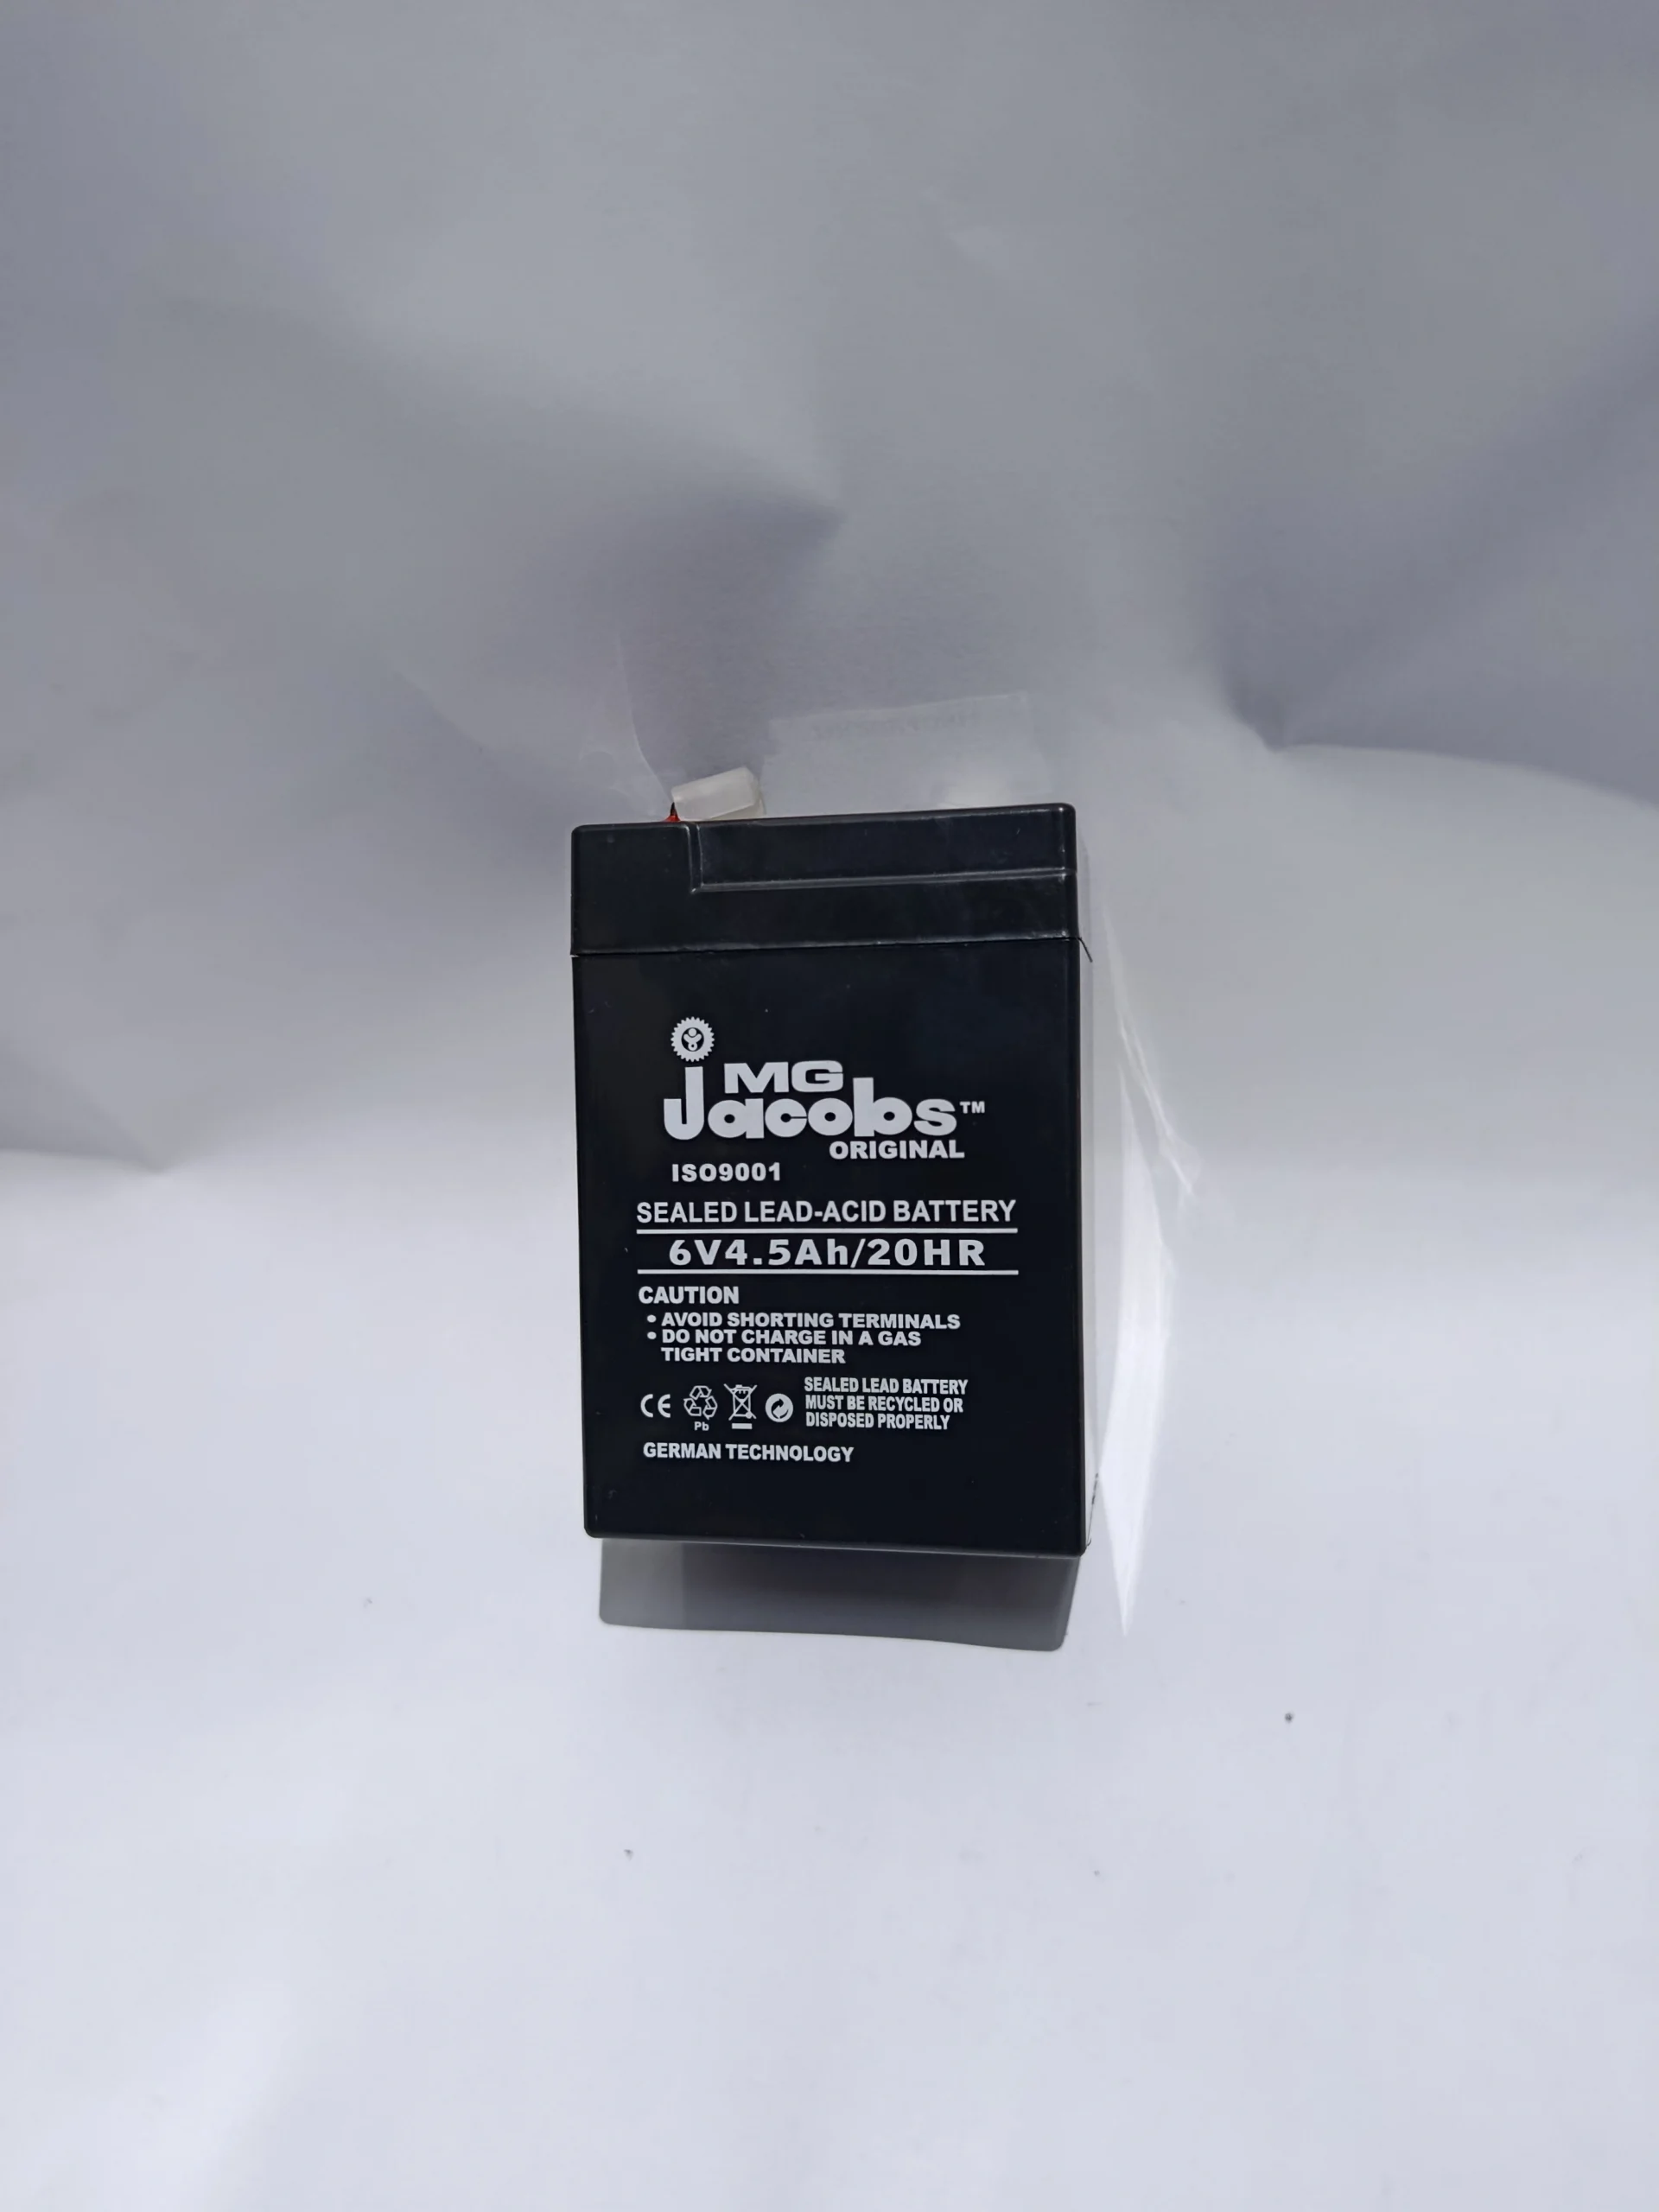 MG
Jacobs™
ORIGINAL
ISO9001
SEALED LEAD-ACID BATTERY
6V4.5Ah/20HR
CAUTION
• AVOID SHORTING TERMINALS
• DO NOT CHARGE IN A GAS
TIGHT CONTAINER
CE
Pb
SEALED LEAD BATTERY
MUST BE RECYCLED OR
DISPOSED PROPERLY
GERMAN TECHNOLOGY